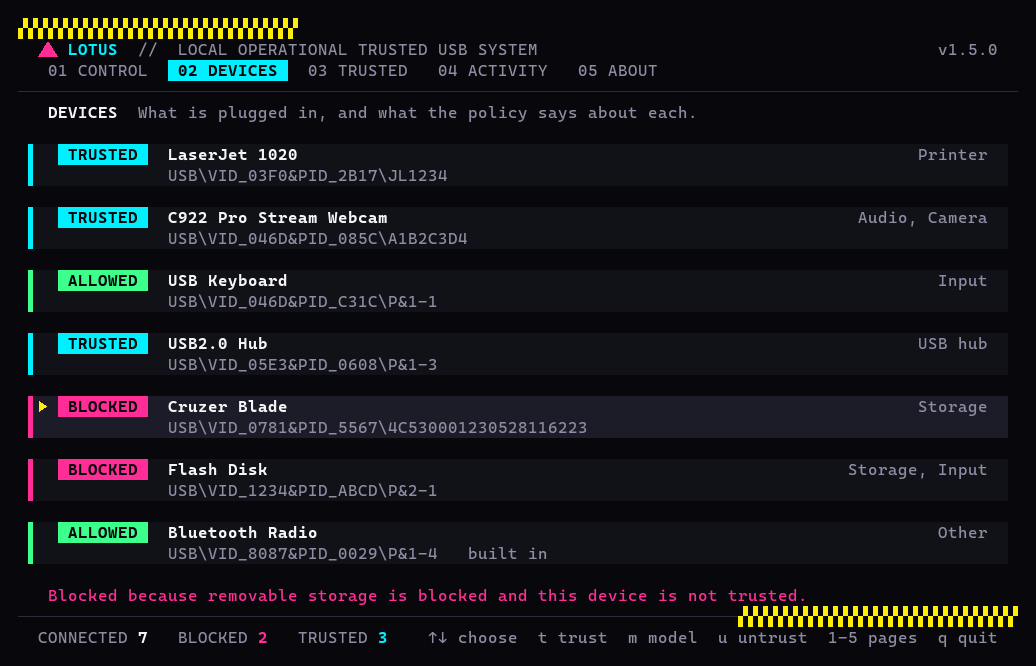 LOTUS // LOCAL OPERATIONAL TRUSTED USB SYSTEM v1.5.0
01 CONTROL 02 DEVICES 03 TRUSTED 04 ACTIVITY 05 ABOUT
DEVICES What is plugged in, and what the policy says about each.
TRUSTED LaserJet 1020 Printer
USB\VID_03F0&PID_2B17\JL1234
TRUSTED C922 Pro Stream Webcam Audio, Camera
USB\VID_046D&PID_085C\A1B2C3D4
ALLOWED USB Keyboard Input
USB\VID_046D&PID_C31C\P&1-1
TRUSTED USB2.0 Hub USB hub
USB\VID_05E3&PID_0608\P&1-3
BLOCKED Cruzer Blade Storage
USB\VID_0781&PID_5567\4C530001230528116223
BLOCKED Flash Disk Storage, Input
USB\VID_1234&PID_ABCD\P&2-1
ALLOWED Bluetooth Radio Other
USB\VID_8087&PID_0029\P&1-4 built in
Blocked because removable storage is blocked and this device is not trusted.
CONNECTED 7 BLOCKED 2 TRUSTED 3 ↑↓ choose t trust m model u untrust 1-5 pages q quit